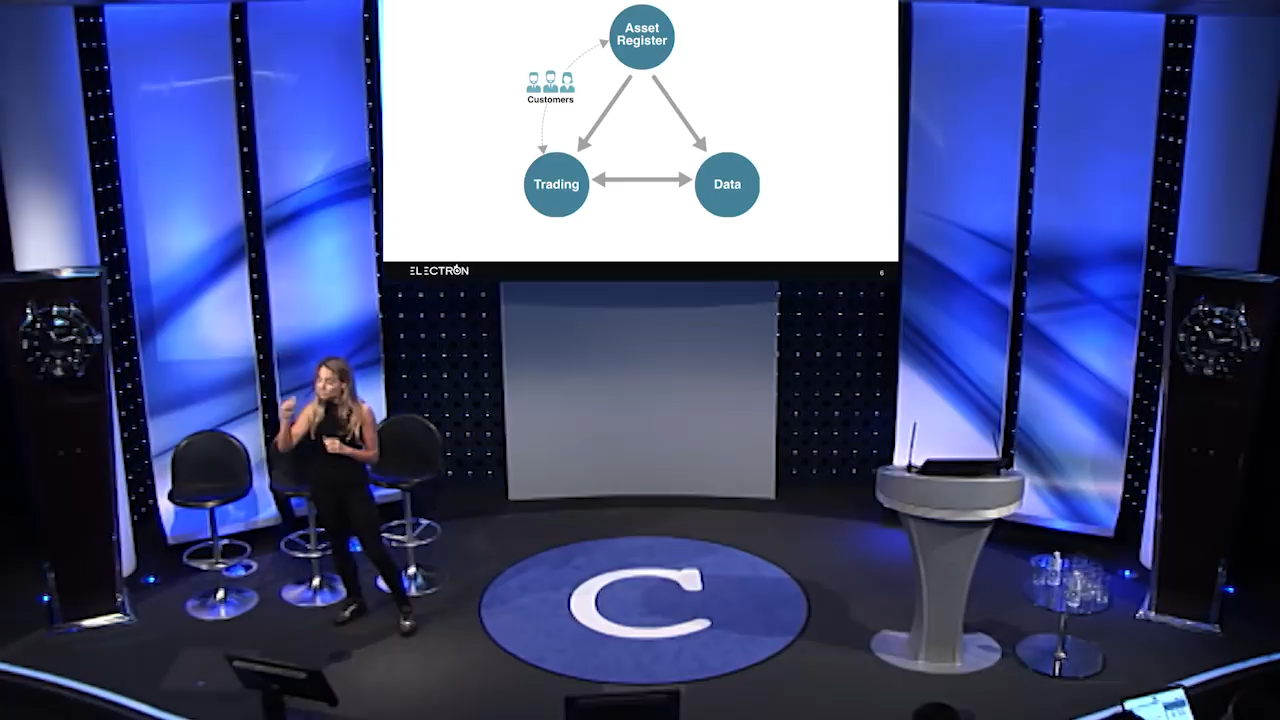 Asset
Register
Customers
Trading
Data
ELECTRON
6
C